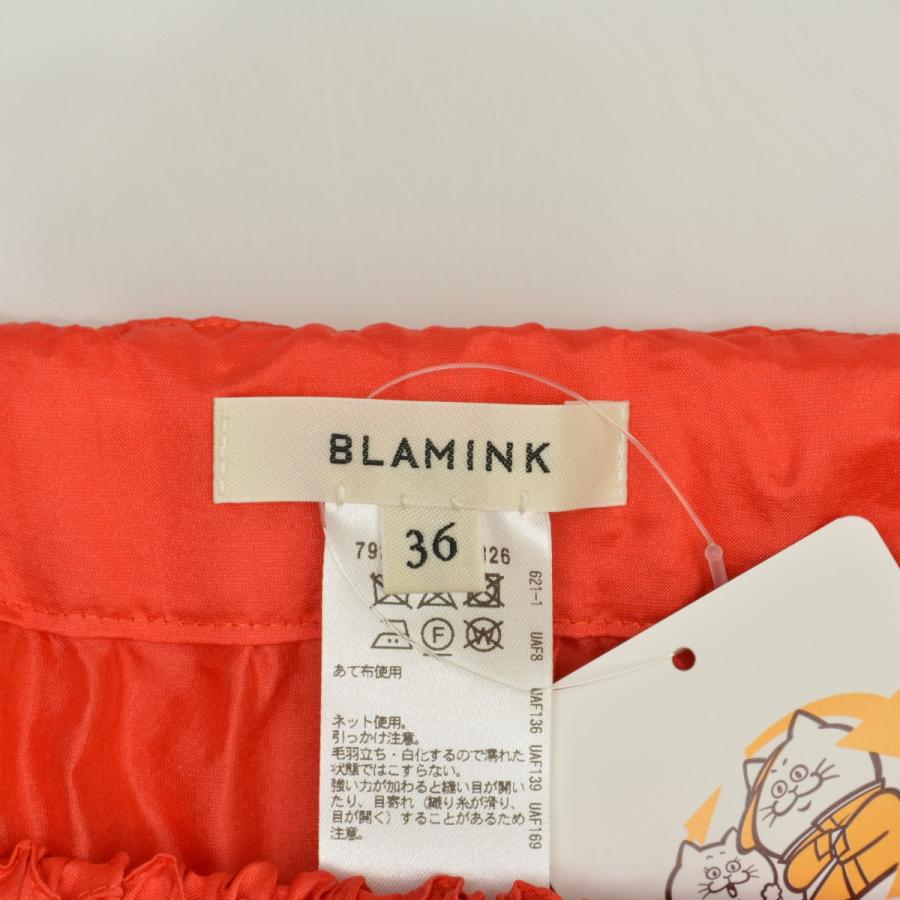 BLAMINK
36
F
W
あて布使用
ネット使用。
引っかけ注意。
毛羽立ち・白化するので濡れた
状態ではこすらない。
強い力が加わると縫い目が開い
たり、目寄れ（織り糸が滑り、
目が開く）することがあるため
注意。
621-1 UAF8 UAF136 UAF139 UAF169